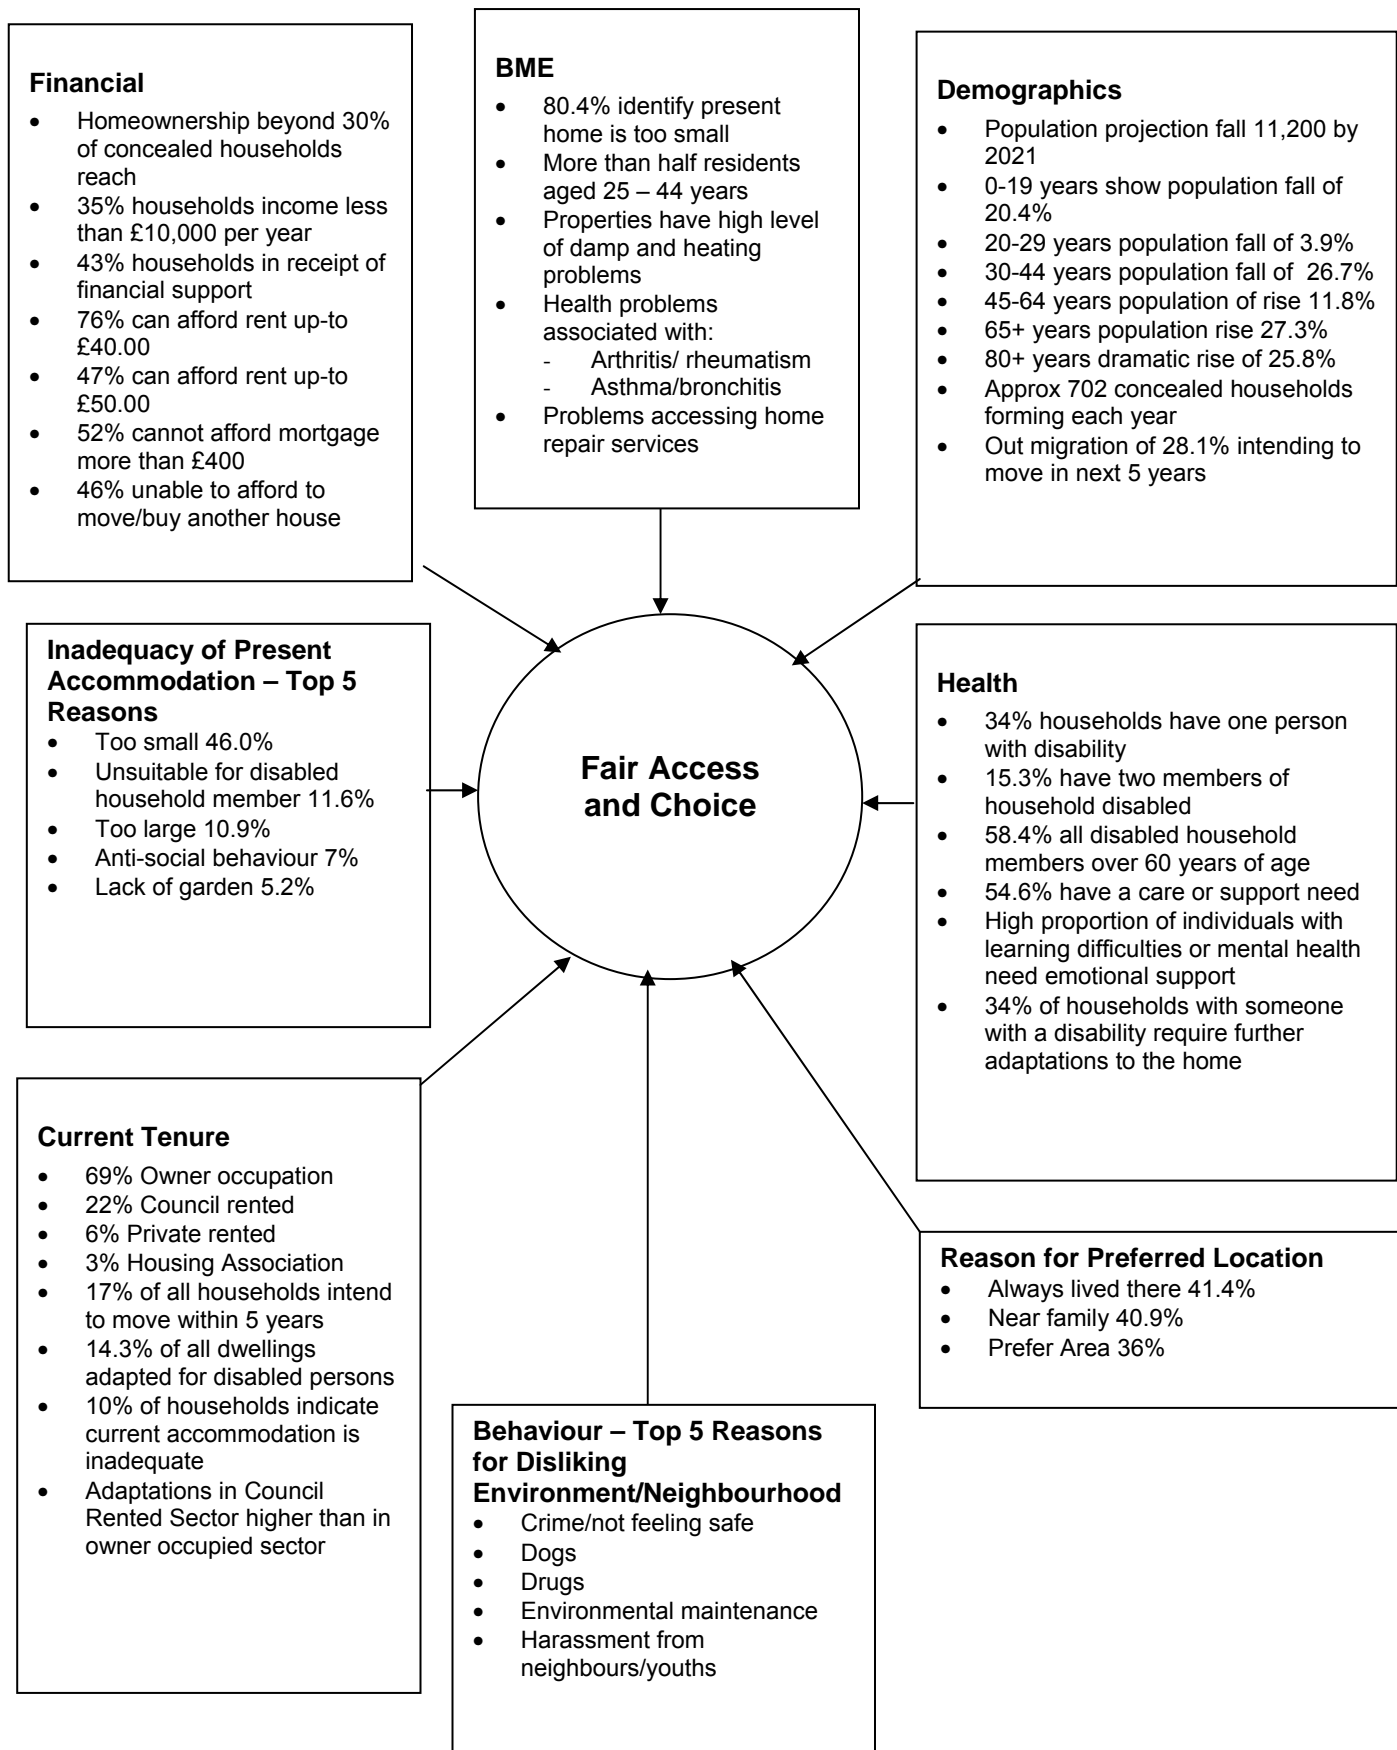 Financial
• Homeownership beyond 30%
of concealed households
reach
• 35% households income less
than £10,000 per year
• 43% households in receipt of
financial support
• 76% can afford rent up-to
£40.00
• 47% can afford rent up-to
£50.00
• 52% cannot afford mortgage
more than £400
• 46% unable to afford to
move/buy another house
BME
• 80.4% identify present
home is too small
• More than half residents
aged 25 – 44 years
• Properties have high level
of damp and heating
problems
• Health problems
associated with:
- Arthritis/ rheumatism
- Asthma/bronchitis
• Problems accessing home
repair services
Demographics
• Population projection fall 11,200 by
2021
• 0-19 years show population fall of
20.4%
• 20-29 years population fall of 3.9%
• 30-44 years population fall of 26.7%
• 45-64 years population of rise 11.8%
• 65+ years population rise 27.3%
• 80+ years dramatic rise of 25.8%
• Approx 702 concealed households
forming each year
• Out migration of 28.1% intending to
move in next 5 years
Inadequacy of Present
Accommodation – Top 5
Reasons
• Too small 46.0%
• Unsuitable for disabled
household member 11.6%
• Too large 10.9%
• Anti-social behaviour 7%
• Lack of garden 5.2%
Fair Access
and Choice
Health
• 34% households have one person
with disability
• 15.3% have two members of
household disabled
• 58.4% all disabled household
members over 60 years of age
• 54.6% have a care or support need
• High proportion of individuals with
learning difficulties or mental health
need emotional support
• 34% of households with someone
with a disability require further
adaptations to the home
Current Tenure
• 69% Owner occupation
• 22% Council rented
• 6% Private rented
• 3% Housing Association
• 17% of all households intend
to move within 5 years
• 14.3% of all dwellings
adapted for disabled persons
• 10% of households indicate
current accommodation is
inadequate
• Adaptations in Council
Rented Sector higher than in
owner occupied sector
Behaviour – Top 5 Reasons
for Disliking
Environment/Neighbourhood
• Crime/not feeling safe
• Dogs
• Drugs
• Environmental maintenance
• Harassment from
neighbours/youths
Reason for Preferred Location
• Always lived there 41.4%
• Near family 40.9%
• Prefer Area 36%